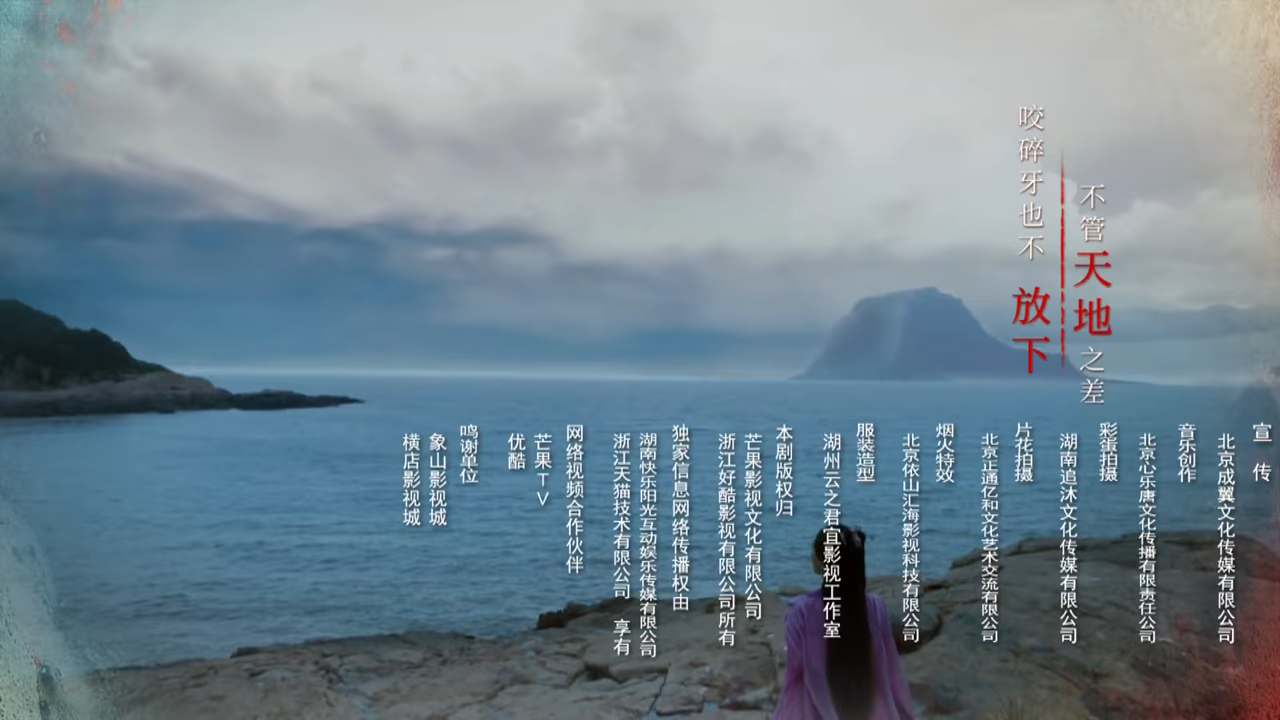 不管天地之差
咬碎牙也不 放下
宣 传
北京成翼文化传媒有限公司
音乐创作
北京心乐唐文化传播有限责任公司
彩蛋拍摄
湖南追沐文化传媒有限公司
片花拍摄
北京正通亿和文化艺术交流有限公司
烟火特效
北京依山汇海影视科技有限公司
服装造型
湖州云之君宜影视工作室
本剧版权归
芒果影视文化有限公司
浙江好酷影视有限公司所有
独家信息网络传播权由
湖南快乐阳光互动娱乐传媒有限公司
浙江天猫技术有限公司 享有
网络视频合作伙伴
芒果TV
优酷
鸣谢单位
象山影视城
横店影视城